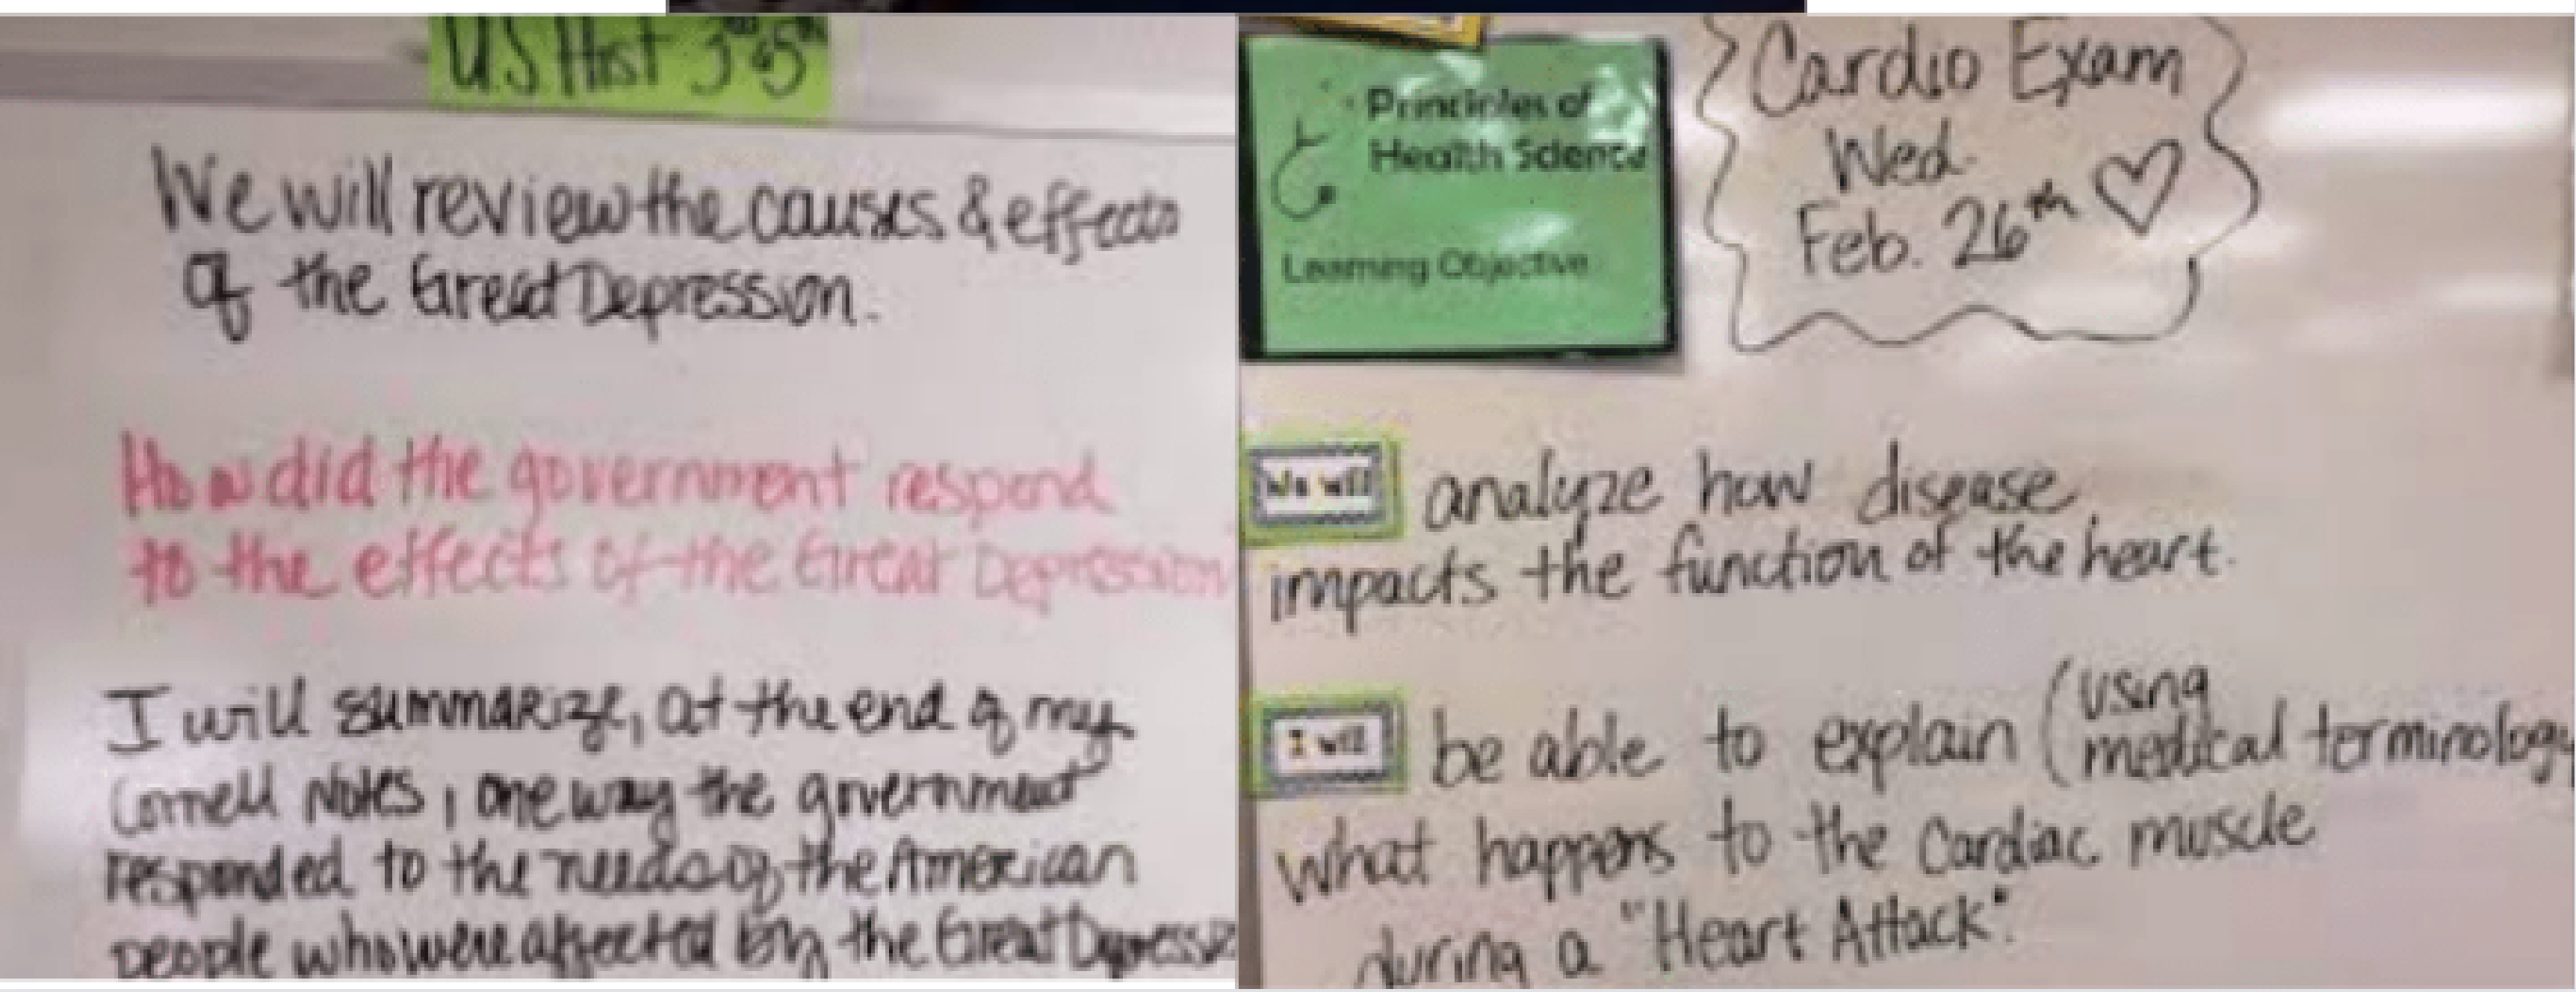 U.S Hist 3rd 5th
We will review the causes & effects
of the Great Depression.
How did the government respond
to the effects of the Great Depression
I will summarize, at the end of my
Cornell Notes, one way the government
responded to the needs of the American
people who were affected by the Great Depression
Principles of
Health Science
Learning Objective
Cardio Exam
Wed.
Feb. 26th
We will analyze how disease
impacts the function of the heart.
I will be able to explain (using
medical terminology
what happens to the cardiac muscle
during a "Heart Attack".